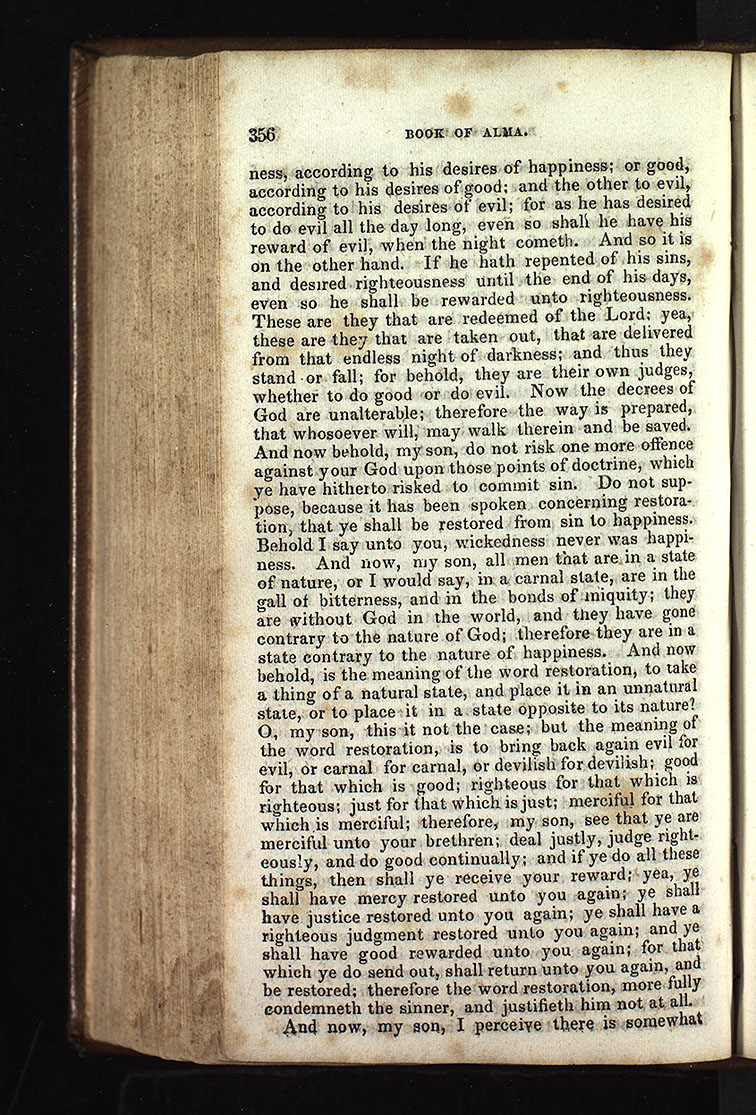 356 BOOK OF ALMA.
ness, according to his desires of happiness; or good,
according to his desires of good; and the other to evil,
according to his desires of evil; for as he has desired
to do evil all the day long, even so shall he have his
reward of evil, when the night cometh. And so it is
on the other hand. If he hath repented of his sins,
and desired righteousness until the end of his days,
even so he shall be rewarded unto righteousness.
These are they that are redeemed of the Lord; yea,
these are they that are taken out, that are delivered
from that endless night of darkness; and thus they
stand or fall; for behold, they are their own judges,
whether to do good or do evil. Now the decrees of
God are unalterable; therefore the way is prepared,
that whosoever will, may walk therein and be saved.
And now behold, my son, do not risk one more offence
against your God upon those points of doctrine, which
ye have hitherto risked to commit sin. Do not sup-
pose, because it has been spoken concerning restora-
tion, that ye shall be restored from sin to happiness.
Behold I say unto you, wickedness never was happi-
ness. And now, my son, all men that are in a state
of nature, or I would say, in a carnal state, are in the
gall of bitterness, and in the bonds of iniquity; they
are without God in the world, and they have gone
contrary to the nature of God; therefore they are in a
state contrary to the nature of happiness. And now
behold, is the meaning of the word restoration, to take
a thing of a natural state, and place it in an unnatural
state, or to place it in a state opposite to its nature?
O, my son, this it not the case; but the meaning of
the word restoration, is to bring back again evil for
evil, or carnal for carnal, or devilish for devilish; good
for that which is good; righteous for that which is
righteous; just for that which is just; merciful for that
which is merciful; therefore, my son, see that ye are
merciful unto your brethren; deal justly, judge right-
eously, and do good continually; and if ye do all these
things, then shall ye receive your reward; yea, ye
shall have mercy restored unto you again; ye shall
have justice restored unto you again; ye shall have a
righteous judgment restored unto you again; and ye
shall have good rewarded unto you again; for that
which ye do send out, shall return unto you again, and
be restored; therefore the word restoration, more fully
condemneth the sinner, and justifieth him not at all.
And now, my son, I perceive there is somewhat